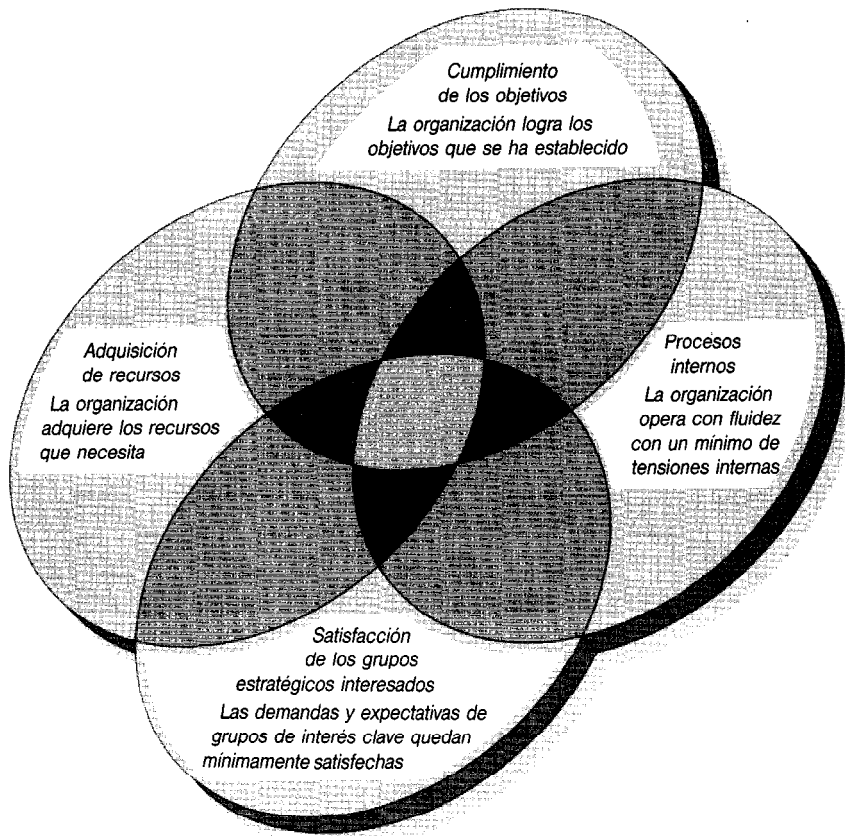 Cumplimiento
de los objetivos
La organización logra los
objetivos que se ha establecido
Adquisición
de recursos
La organización
adquiere los recursos
que necesita
Procesos
internos
La organización
opera con fluidez
con un mínimo de
tensiones internas
Satisfacción
de los grupos
estratégicos interesados
Las demandas y expectativas de
grupos de interés clave quedan
mínimamente satisfechas